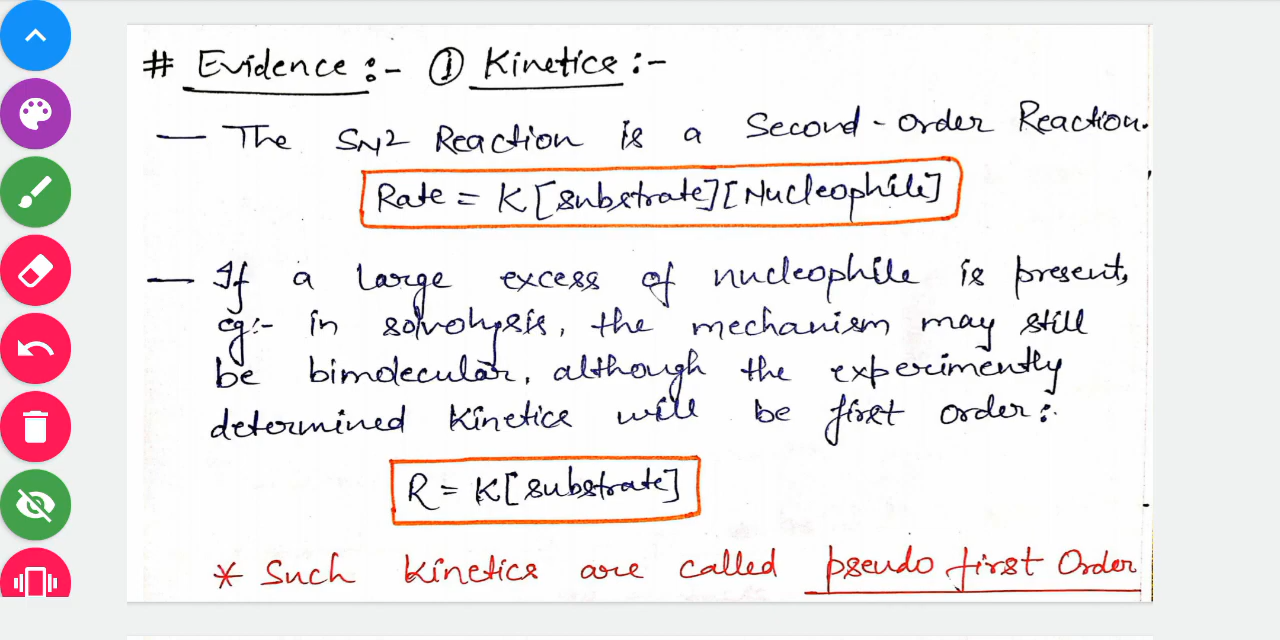 # Evidence :- ① Kinetics :-
— The SN2 Reaction is a Second-order Reaction.
Rate = K[substrate][Nucleophile]
— If a large excess of nucleophile is present,
eg:- in solvolysis, the mechanism may still
be bimolecular, although the experimently
determined Kinetics will be first order :.
R = K[substrate]
* Such kinetics are called pseudo first Order